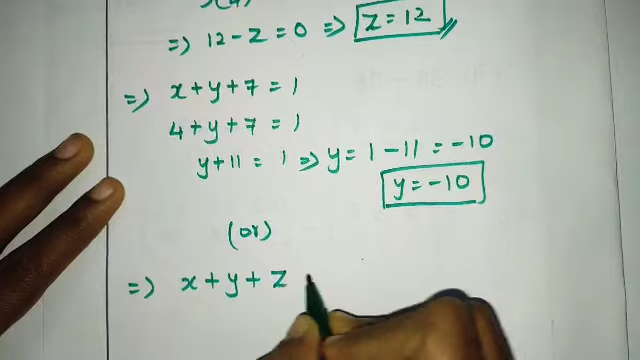 => 12 - z = 0 => z = 12
=> x + y + 7 = 1
4 + y + 7 = 1
y + 11 = 1 => y = 1 - 11 = -10
y = -10
(or)
=> x + y + z